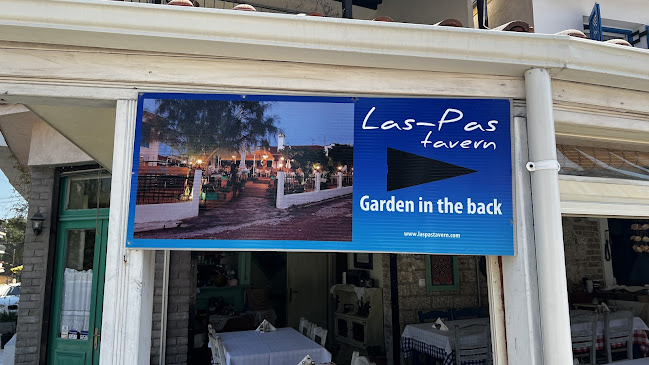 Las-Pas
tavern
Garden in the back
www.laspastavern.com